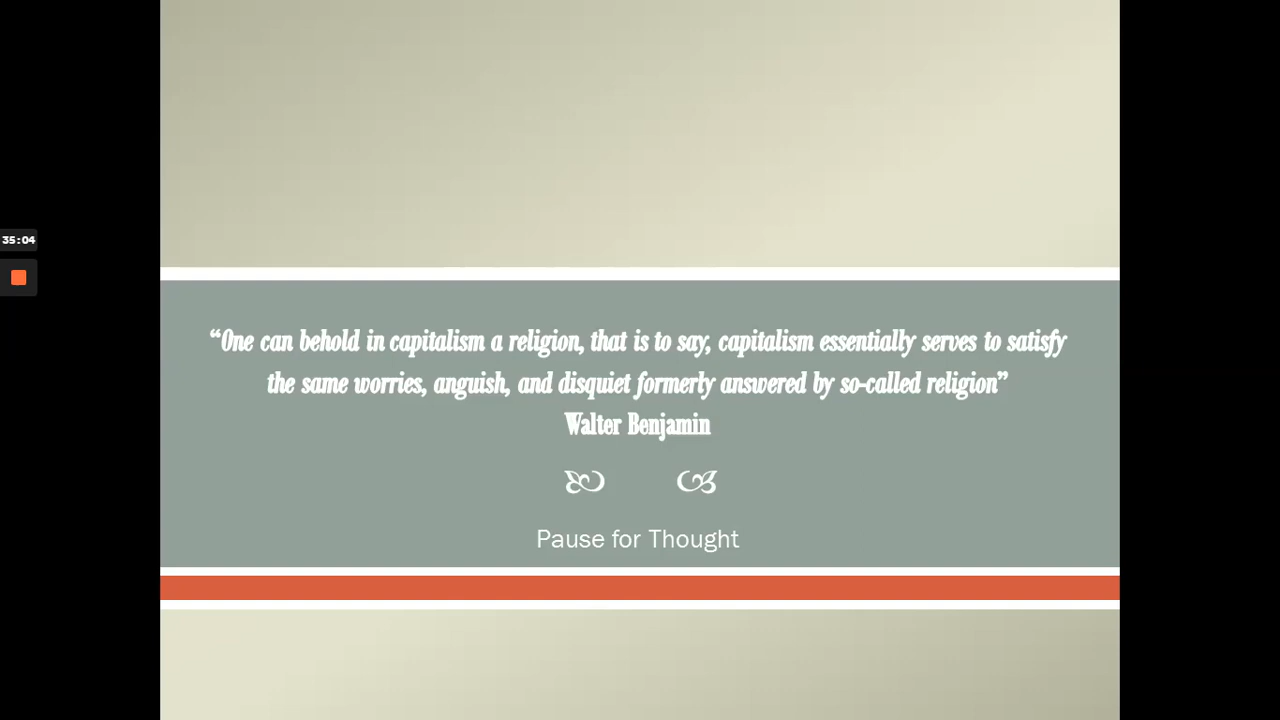 35:04
“One can behold in capitalism a religion, that is to say, capitalism essentially serves to satisfy
the same worries, anguish, and disquiet formerly answered by so-called religion”
Walter Benjamin
Pause for Thought